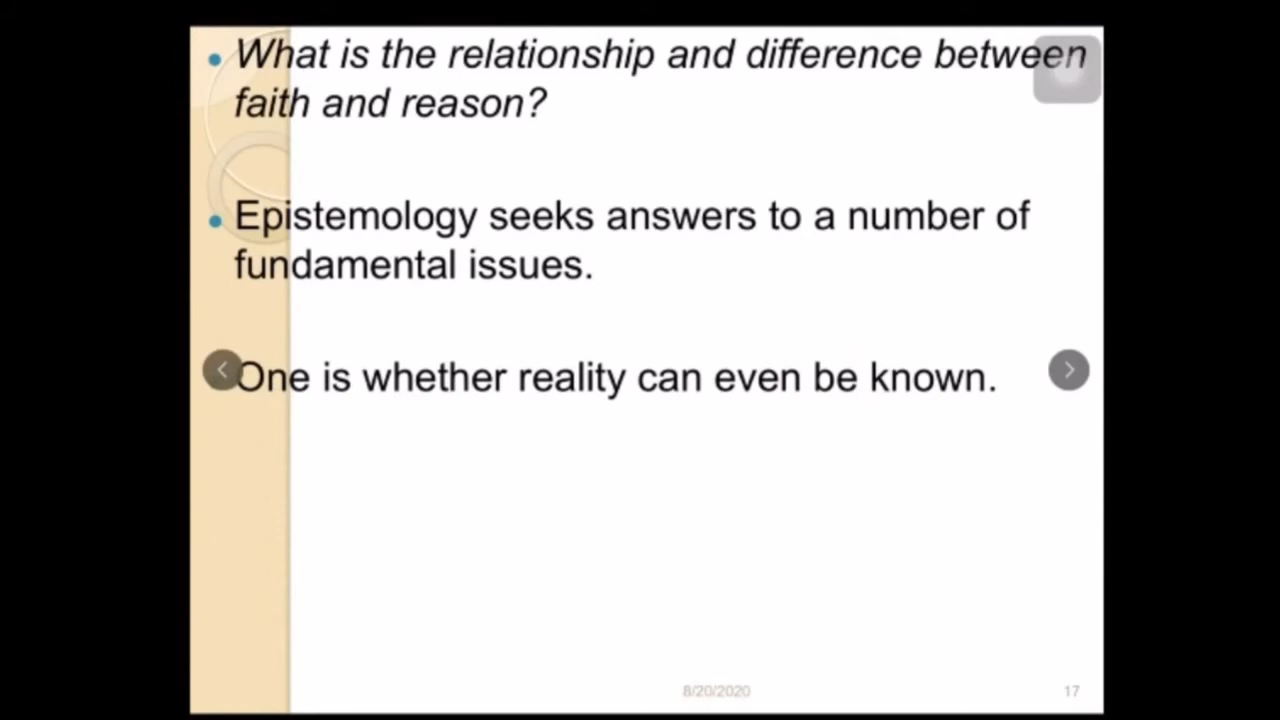 What is the relationship and difference between
faith and reason?
Epistemology seeks answers to a number of
fundamental issues.
One is whether reality can even be known.
8/20/2020
17